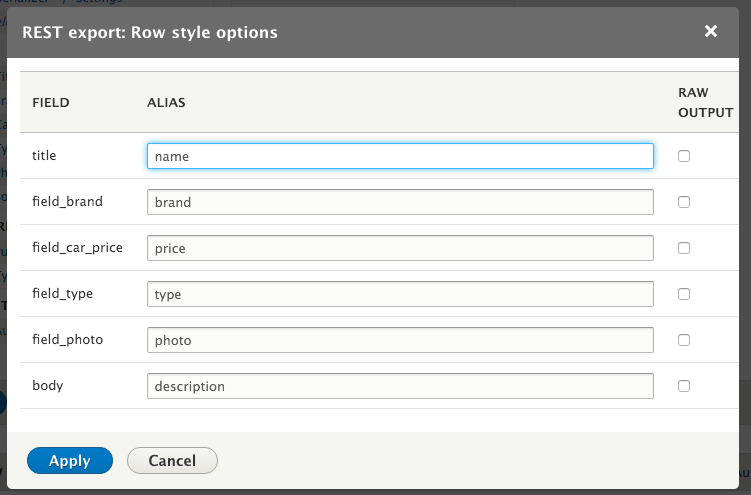 REST export: Row style options
FIELD ALIAS RAW OUTPUT
title name
field_brand brand
field_car_price price
field_type type
field_photo photo
body description
Apply Cancel